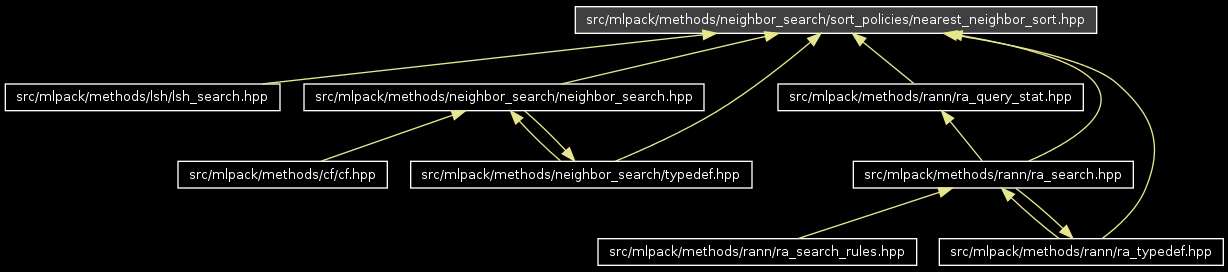 src/mlpack/methods/neighbor_search/sort_policies/nearest_neighbor_sort.hpp
src/mlpack/methods/lsh/lsh_search.hpp
src/mlpack/methods/neighbor_search/neighbor_search.hpp
src/mlpack/methods/rann/ra_query_stat.hpp
src/mlpack/methods/cf/cf.hpp
src/mlpack/methods/neighbor_search/typedef.hpp
src/mlpack/methods/rann/ra_search.hpp
src/mlpack/methods/rann/ra_search_rules.hpp
src/mlpack/methods/rann/ra_typedef.hpp